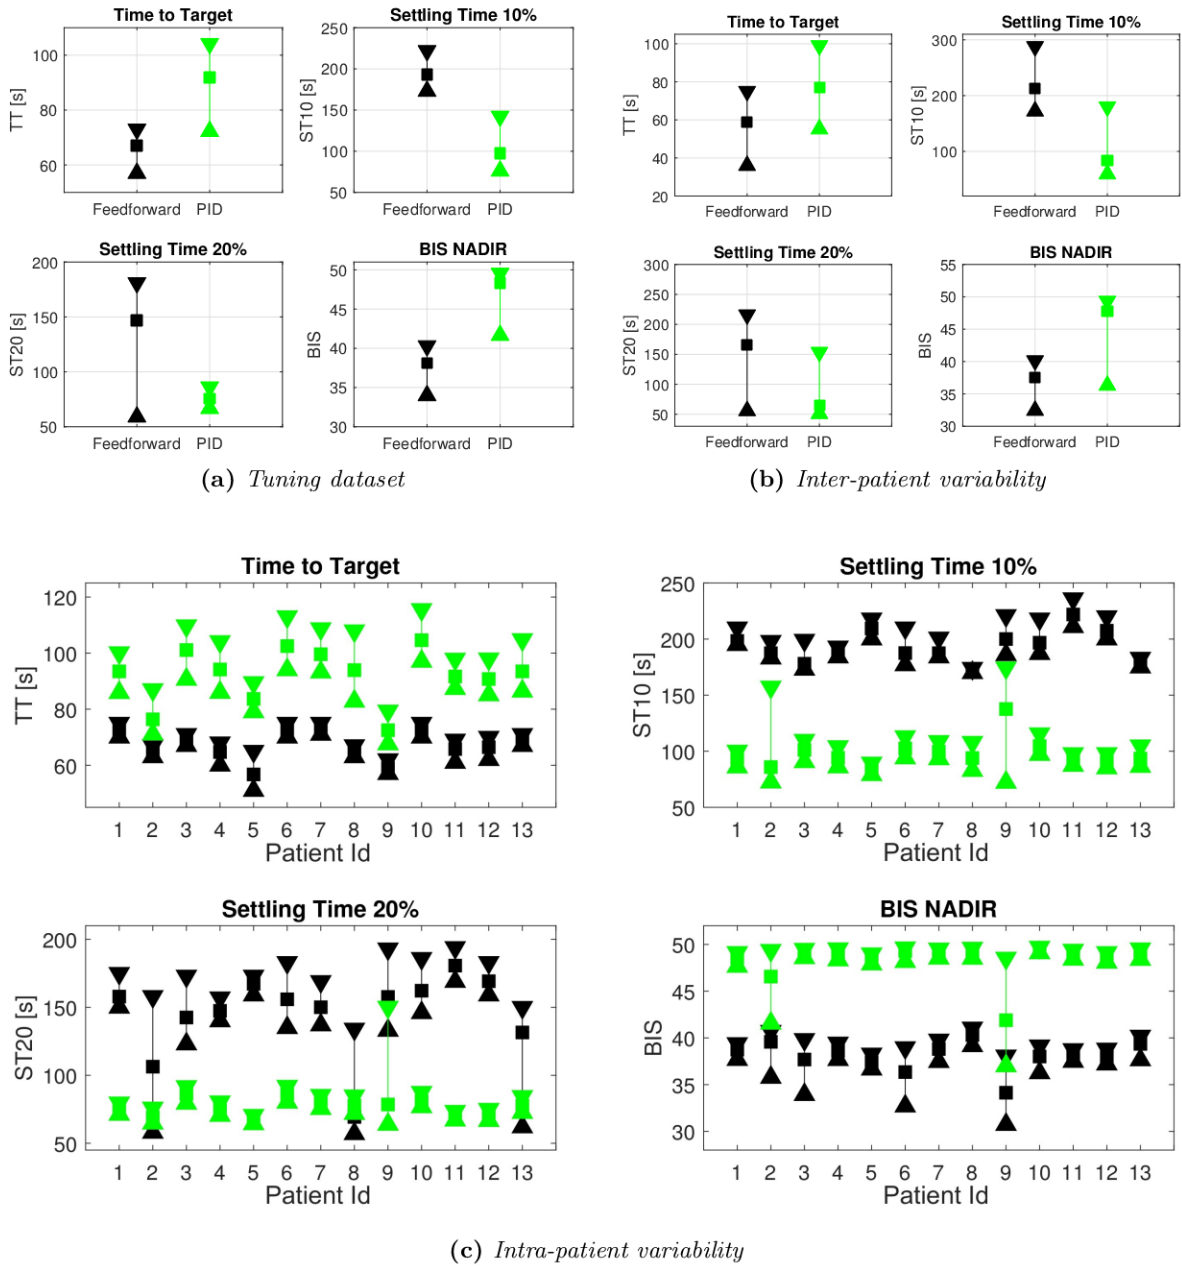 Time to Target
TT [s]
100
80
60
Feedforward PID
Settling Time 10%
ST10 [s]
250
200
150
100
50
Feedforward PID
Time to Target
TT [s]
100
80
60
40
20
Feedforward PID
Settling Time 10%
ST10 [s]
300
200
100
Feedforward PID
Settling Time 20%
ST20 [s]
200
150
100
50
Feedforward PID
BIS NADIR
BIS
50
45
40
35
30
Feedforward PID
Settling Time 20%
ST20 [s]
300
250
200
150
100
50
Feedforward PID
BIS NADIR
BIS
55
50
45
40
35
30
Feedforward PID
(a) Tuning dataset
(b) Inter-patient variability
Time to Target
TT [s]
120
100
80
60
1 2 3 4 5 6 7 8 9 10 11 12 13
Patient Id
Settling Time 10%
ST10 [s]
250
200
150
100
50
1 2 3 4 5 6 7 8 9 10 11 12 13
Patient Id
Settling Time 20%
ST20 [s]
200
150
100
50
1 2 3 4 5 6 7 8 9 10 11 12 13
Patient Id
BIS NADIR
BIS
50
45
40
35
30
1 2 3 4 5 6 7 8 9 10 11 12 13
Patient Id
(c) Intra-patient variability